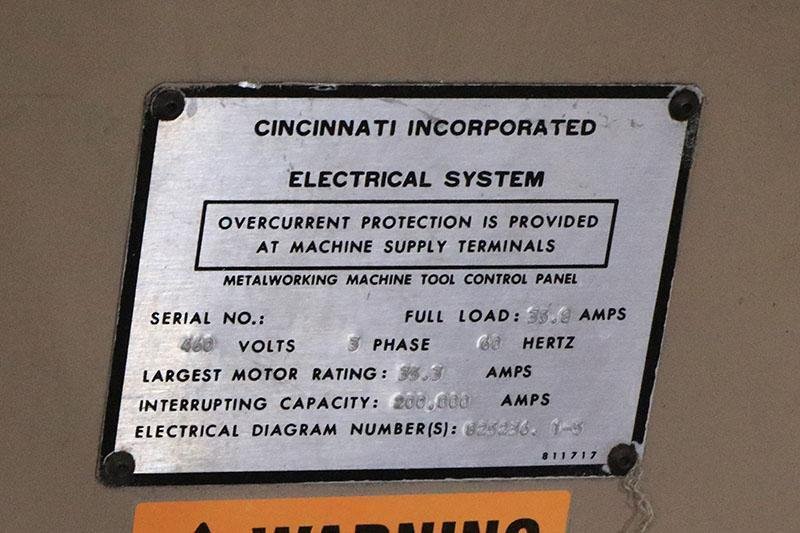 CINCINNATI INCORPORATED
ELECTRICAL SYSTEM
OVERCURRENT PROTECTION IS PROVIDED
AT MACHINE SUPPLY TERMINALS
METALWORKING MACHINE TOOL CONTROL PANEL
SERIAL NO.: FULL LOAD: AMPS
460 VOLTS 3 PHASE 60 HERTZ
LARGEST MOTOR RATING: AMPS
INTERRUPTING CAPACITY: 200,000 AMPS
ELECTRICAL DIAGRAM NUMBER(S):
811717
WARNING